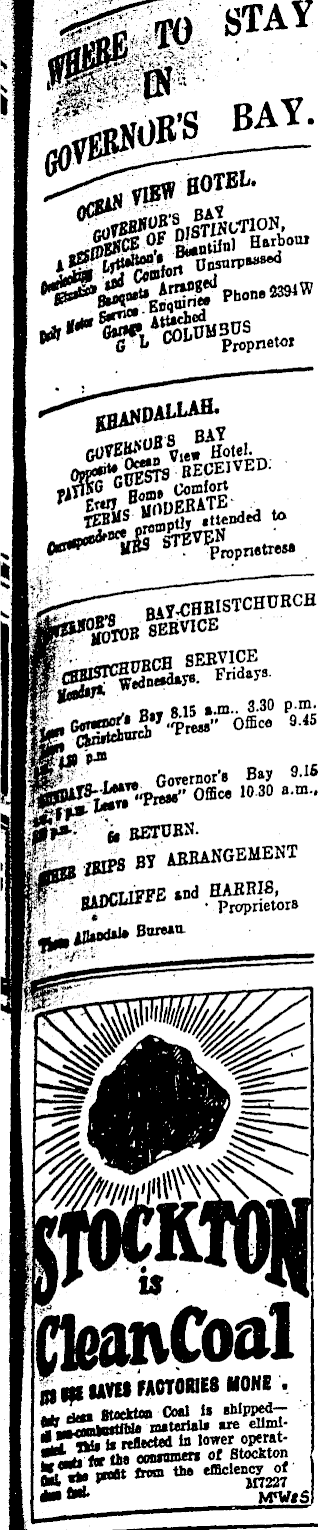 WHERE TO STAY
IN
GOVERNOR'S BAY.
OCEAN VIEW HOTEL.
GOVERNOR'S BAY
A RESIDENCE OF DISTINCTION,
Overlooking Lyttelton's Beautiful Harbour
Situation and Comfort Unsurpassed
Banquets Arranged
Daily Motor Service. Enquiries Phone 2394W
Garage Attached
G L COLUMBUS
Proprietor
KHANDALLAH.
GOVERNOR'S BAY
Opposite Ocean View Hotel.
PAYING GUESTS RECEIVED.
Every Home Comfort
TERMS MODERATE
Correspondence promptly attended to
MRS STEVEN
Proprietress
GOVERNOR'S BAY-CHRISTCHURCH
MOTOR SERVICE
CHRISTCHURCH SERVICE
Mondays, Wednesdays. Fridays.
Leave Governor's Bay 8.15 a.m.. 3.30 p.m.
Leave Christchurch "Press" Office 9.45
4.30 p.m
SUNDAYS—Leave Governor's Bay 9.15
p.m. Leave "Press" Office 10.30 a.m.,
p.m.
6s RETURN.
OTHER TRIPS BY ARRANGEMENT
RADCLIFFE and HARRIS,
Proprietors
Allandale Bureau
STOCKTON
is
Clean Coal
ITS USE SAVES FACTORIES MONE .
Only clean Stockton Coal is shipped—
all non-combustible materials are elimi-
nated. This is reflected in lower operat-
ing costs for the consumers of Stockton
Coal, who profit from the efficiency of
clean fuel.
M7227
McW&S